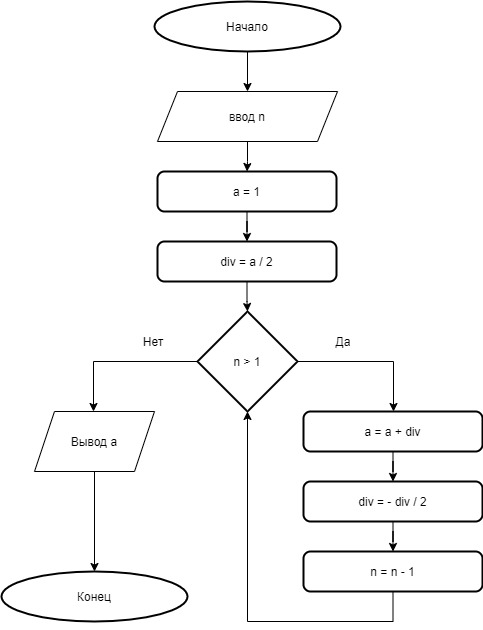 Начало
ввод n
a = 1
div = a / 2
n > 1
Нет
Да
Вывод a
a = a + div
div = - div / 2
n = n - 1
Конец